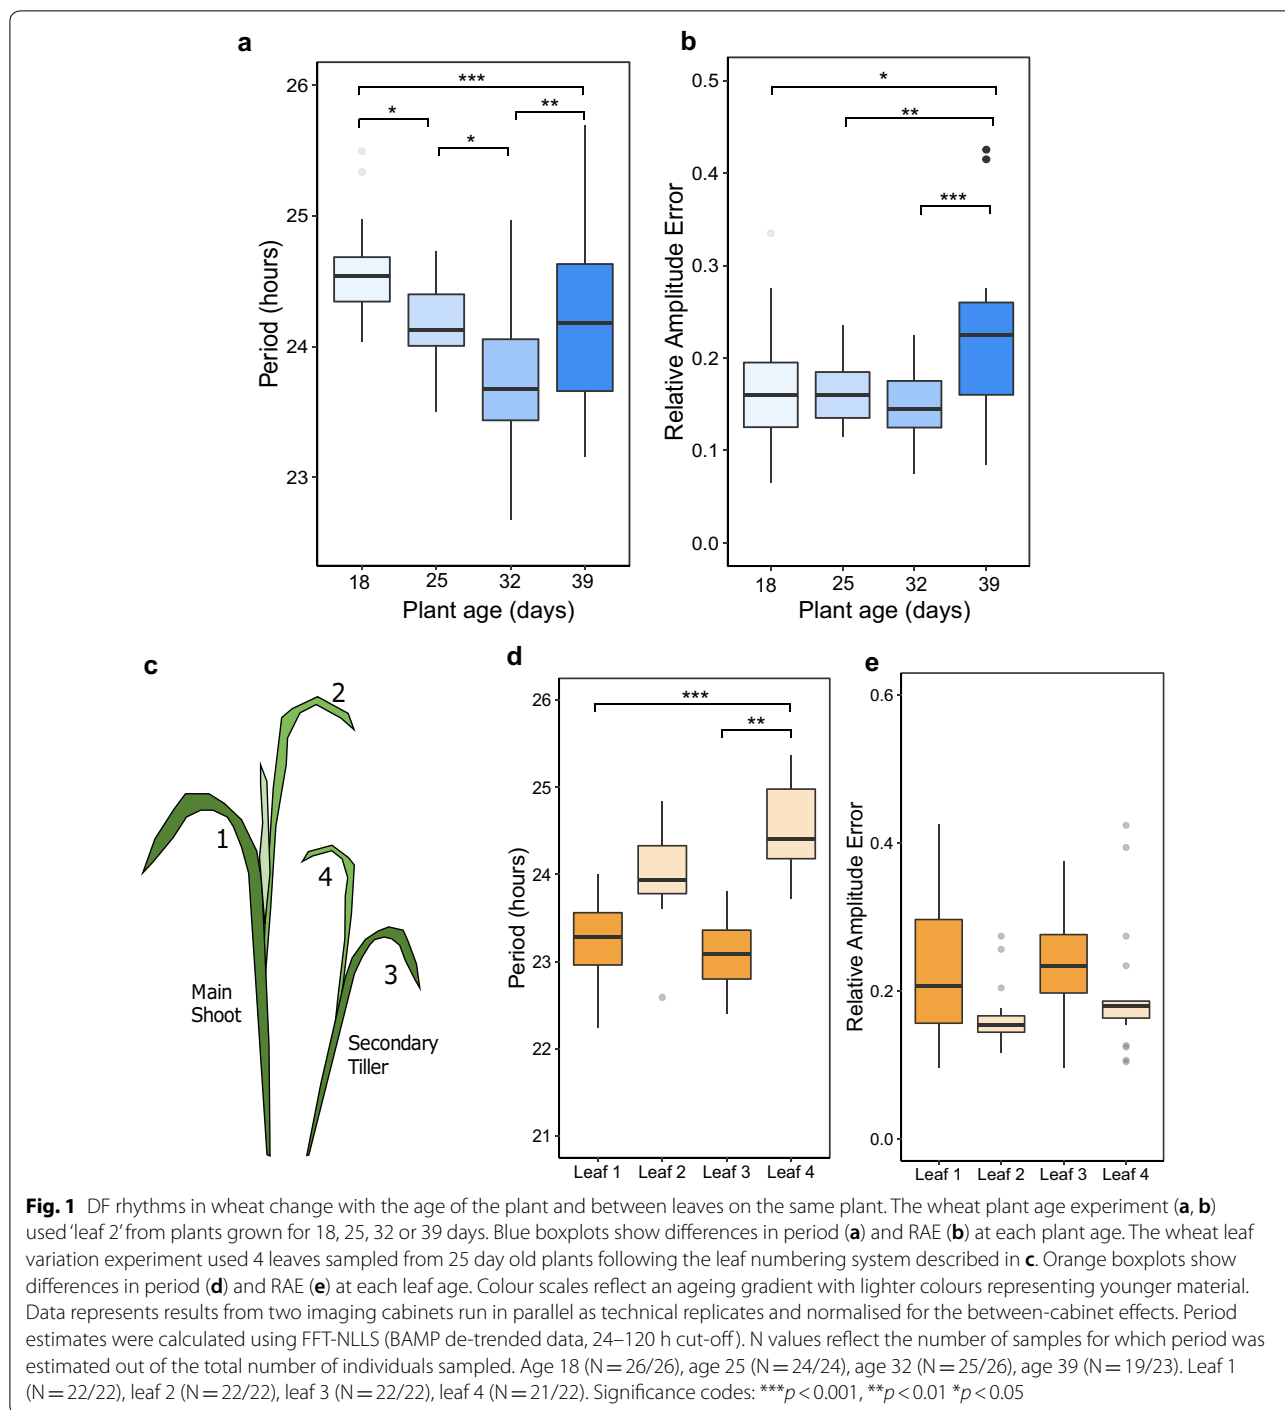 a
***
*
*
**
26
25
24
23
Period (hours)
18 25 32 39
Plant age (days)
b
*
**
***
0.5
0.4
0.3
0.2
0.1
0.0
Relative Amplitude Error
18 25 32 39
Plant age (days)
c
2
1
4
3
Main
Shoot
Secondary
Tiller
d
***
**
26
25
24
23
22
21
Period (hours)
Leaf 1 Leaf 2 Leaf 3 Leaf 4
e
0.6
0.4
0.2
0.0
Relative Amplitude Error
Leaf 1 Leaf 2 Leaf 3 Leaf 4
Fig. 1 DF rhythms in wheat change with the age of the plant and between leaves on the same plant. The wheat plant age experiment (a, b)
used ‘leaf 2’ from plants grown for 18, 25, 32 or 39 days. Blue boxplots show differences in period (a) and RAE (b) at each plant age. The wheat leaf
variation experiment used 4 leaves sampled from 25 day old plants following the leaf numbering system described in c. Orange boxplots show
differences in period (d) and RAE (e) at each leaf age. Colour scales reflect an ageing gradient with lighter colours representing younger material.
Data represents results from two imaging cabinets run in parallel as technical replicates and normalised for the between-cabinet effects. Period
estimates were calculated using FFT-NLLS (BAMP de-trended data, 24–120 h cut-off). N values reflect the number of samples for which period was
estimated out of the total number of individuals sampled. Age 18 (N = 26/26), age 25 (N = 24/24), age 32 (N = 25/26), age 39 (N = 19/23). Leaf 1
(N = 22/22), leaf 2 (N = 22/22), leaf 3 (N = 22/22), leaf 4 (N = 21/22). Significance codes: ***p < 0.001, **p < 0.01 *p < 0.05